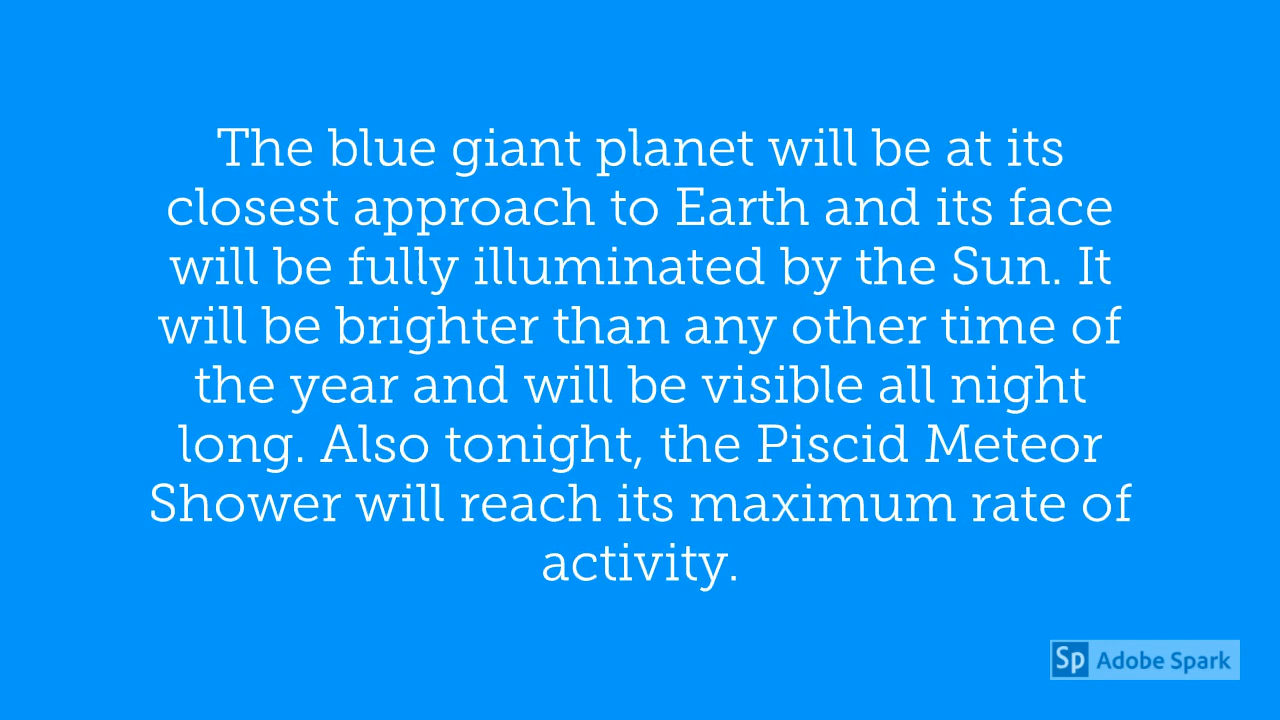 The blue giant planet will be at its
closest approach to Earth and its face
will be fully illuminated by the Sun. It
will be brighter than any other time of
the year and will be visible all night
long. Also tonight, the Piscid Meteor
Shower will reach its maximum rate of
activity.
Sp Adobe Spark